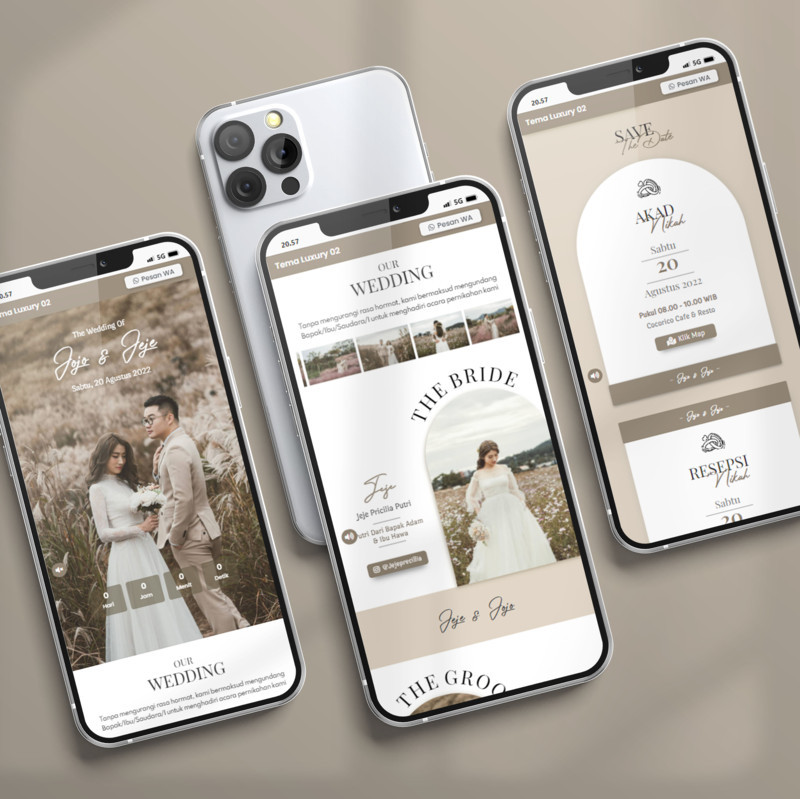 20.57
5G
Tema Luxury 02
Pesan WA
The Wedding Of
Jojo & Jeje
Sabtu, 20 Agustus 2022
0
Hari
0
Jam
0
Menit
0
Detik
OUR
WEDDING
Tanpa mengurangi rasa hormat, kami bermaksud mengundang
Bapak/Ibu/Saudara/i untuk menghadiri acara pernikahan kami
20.57
5G
Tema Luxury 02
Pesan WA
OUR
WEDDING
Tanpa mengurangi rasa hormat, kami bermaksud mengundang
Bapak/Ibu/Saudara/i untuk menghadiri acara pernikahan kami
THE BRIDE
Jeje
Jeje Pricilia Putri
utri Dari Bapak Adam
& Ibu Hawa
@Jejeprecillia
Jeje & Jojo
THE GROO
20.57
5G
Tema Luxury 02
Pesan WA
SAVE
The Date
AKAD
Nikah
Sabtu
20
Agustus 2022
Pukul 08.00 - 10.00 WIB
Cocorico Cafe & Resto
Klik Map
- Jeje & Jojo -
- Jeje & Jojo -
RESEPSI
Nikah
Sabtu
20